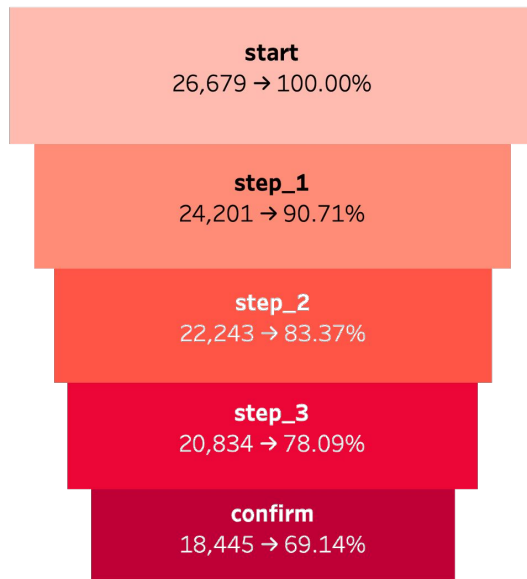 start
26,679 → 100.00%
step_1
24,201 → 90.71%
step_2
22,243 → 83.37%
step_3
20,834 → 78.09%
confirm
18,445 → 69.14%